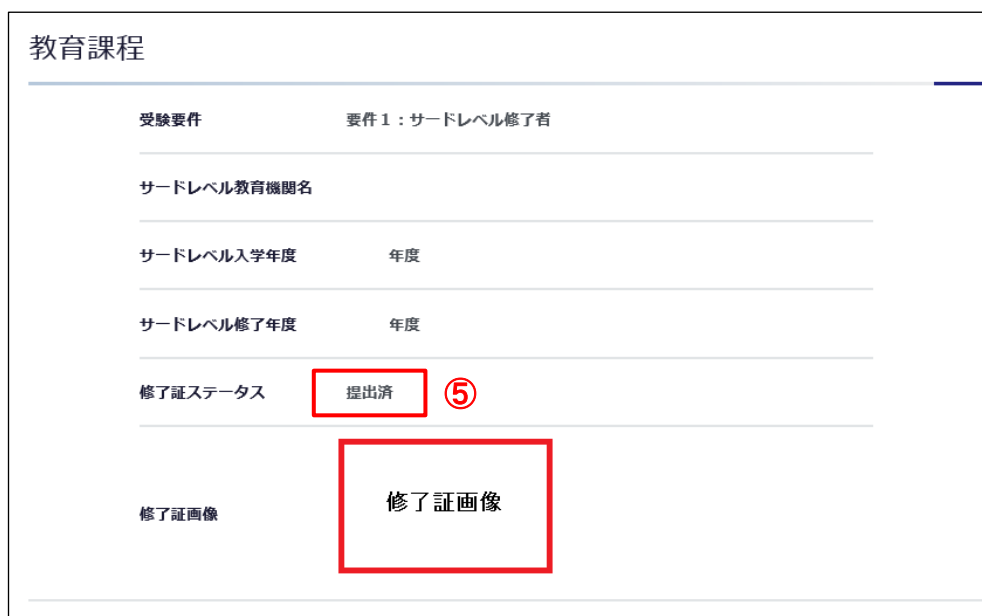 教育課程
受験要件 要件1：サードレベル修了者
サードレベル教育機関名
サードレベル入学年度 年度
サードレベル修了年度 年度
修了証ステータス 提出済 ⑤
修了証画像 修了証画像